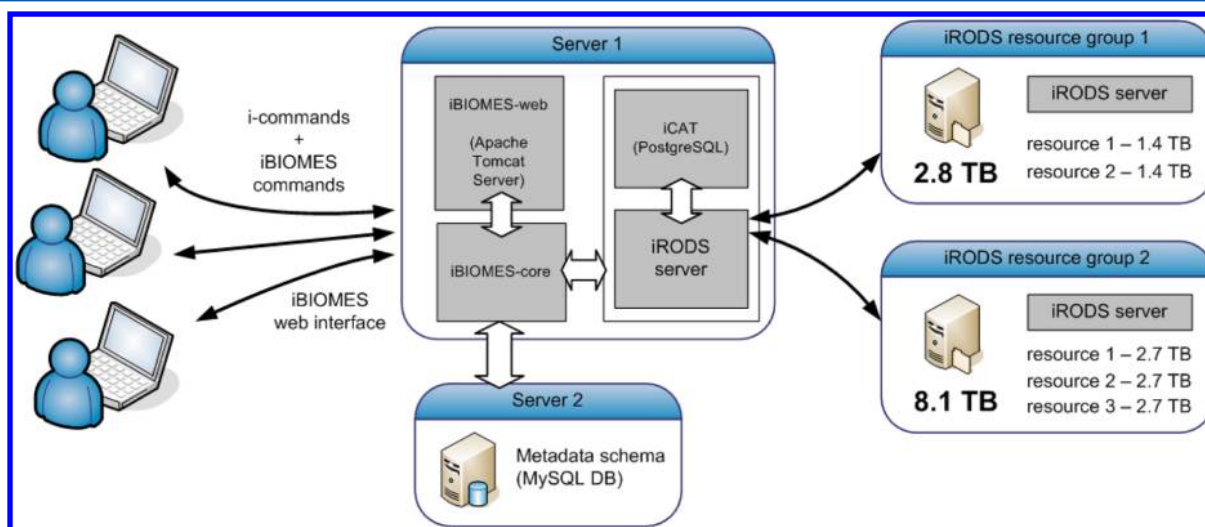 i-commands
+
iBIOMES
commands
iBIOMES
web interface
Server 1
iBIOMES-web
(Apache
Tomcat
Server)
iBIOMES-core
iCAT
(PostgreSQL)
iRODS
server
Server 2
Metadata schema
(MySQL DB)
iRODS resource group 1
iRODS server
2.8 TB
resource 1 – 1.4 TB
resource 2 – 1.4 TB
iRODS resource group 2
iRODS server
8.1 TB
resource 1 – 2.7 TB
resource 2 – 2.7 TB
resource 3 – 2.7 TB